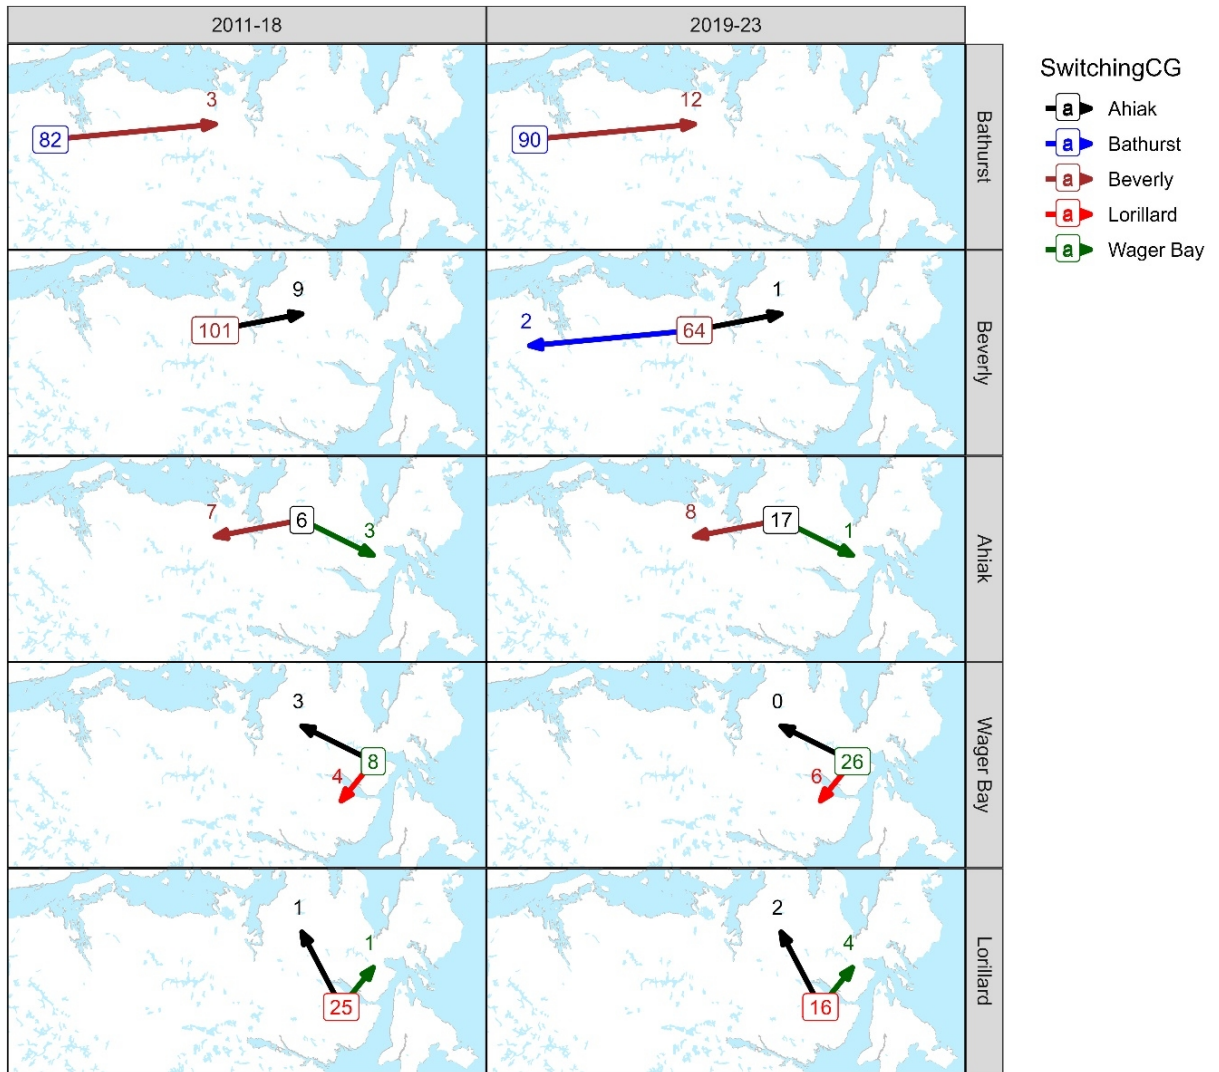 2011-18
2019-23
3
82
12
90
Bathurst
9
101
1
2
64
Beverly
7
6
3
8
17
1
Ahiak
3
8
4
0
26
6
Wager Bay
1
1
25
2
4
16
Lorillard
SwitchingCG
a Ahiak
a Bathurst
a Beverly
a Lorillard
a Wager Bay